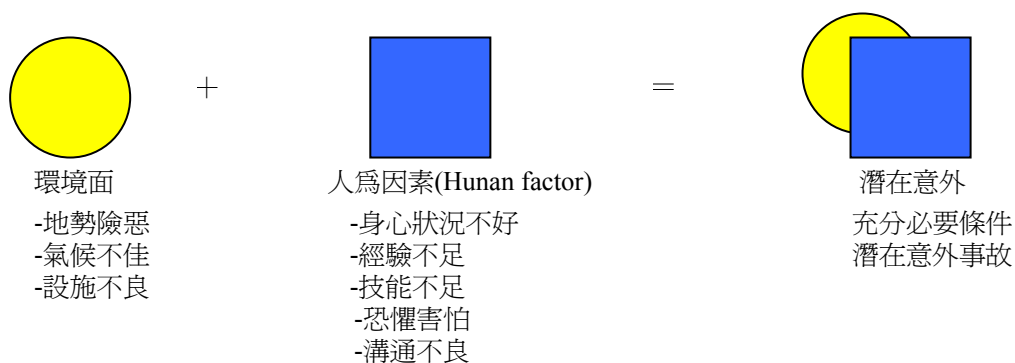 ＋
＝
環境面
-地勢險惡
-氣候不佳
-設施不良
人為因素(Hunan factor)
-身心狀況不好
-經驗不足
-技能不足
-恐懼害怕
-溝通不良
潛在意外
充分必要條件
潛在意外事故